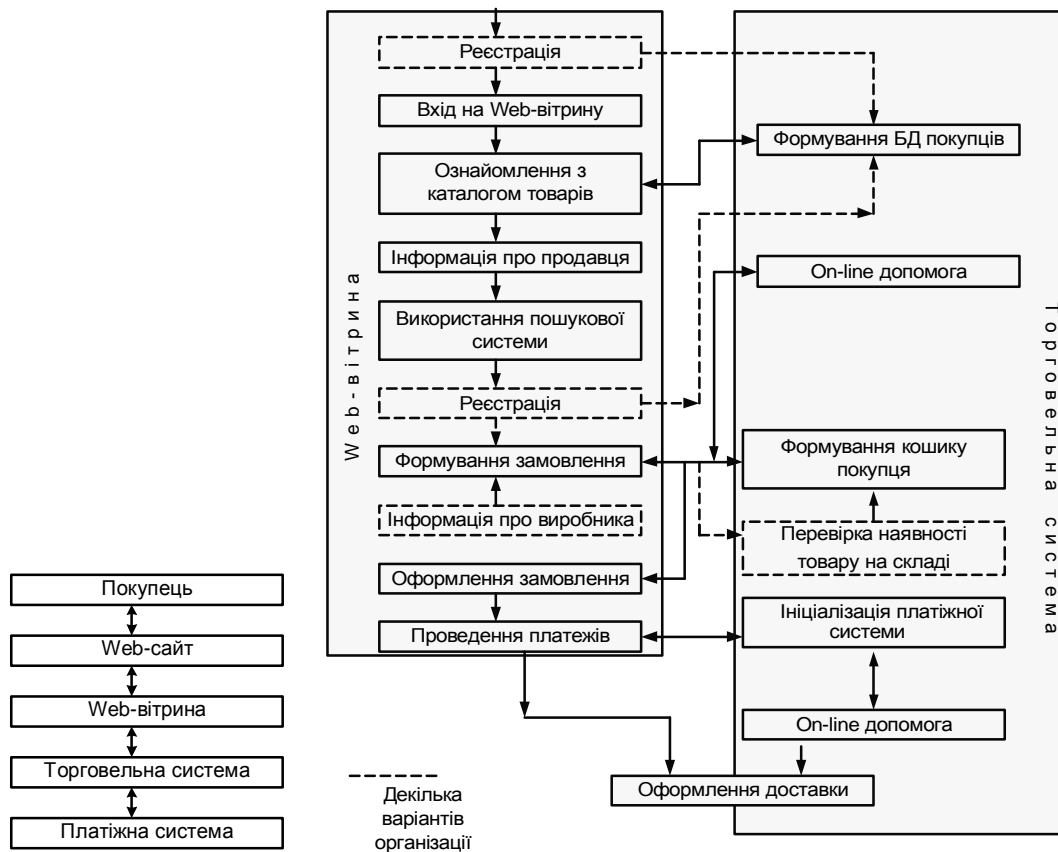 Реєстрація
Вхід на Web-вітрину
Ознайомлення з
каталогом товарів
Інформація про продавця
Використання пошукової
системи
Реєстрація
Формування замовлення
Інформація про виробника
Оформлення замовлення
Проведення платежів
Web-вітрина
Формування БД покупців
On-line допомога
Формування кошику
покупця
Перевірка наявності
товару на складі
Ініціалізація платіжної
системи
On-line допомога
Оформлення доставки
Торговельна система
Покупець
Web-сайт
Web-вітрина
Торговельна система
Платіжна система
Декілька
варіантів
організації